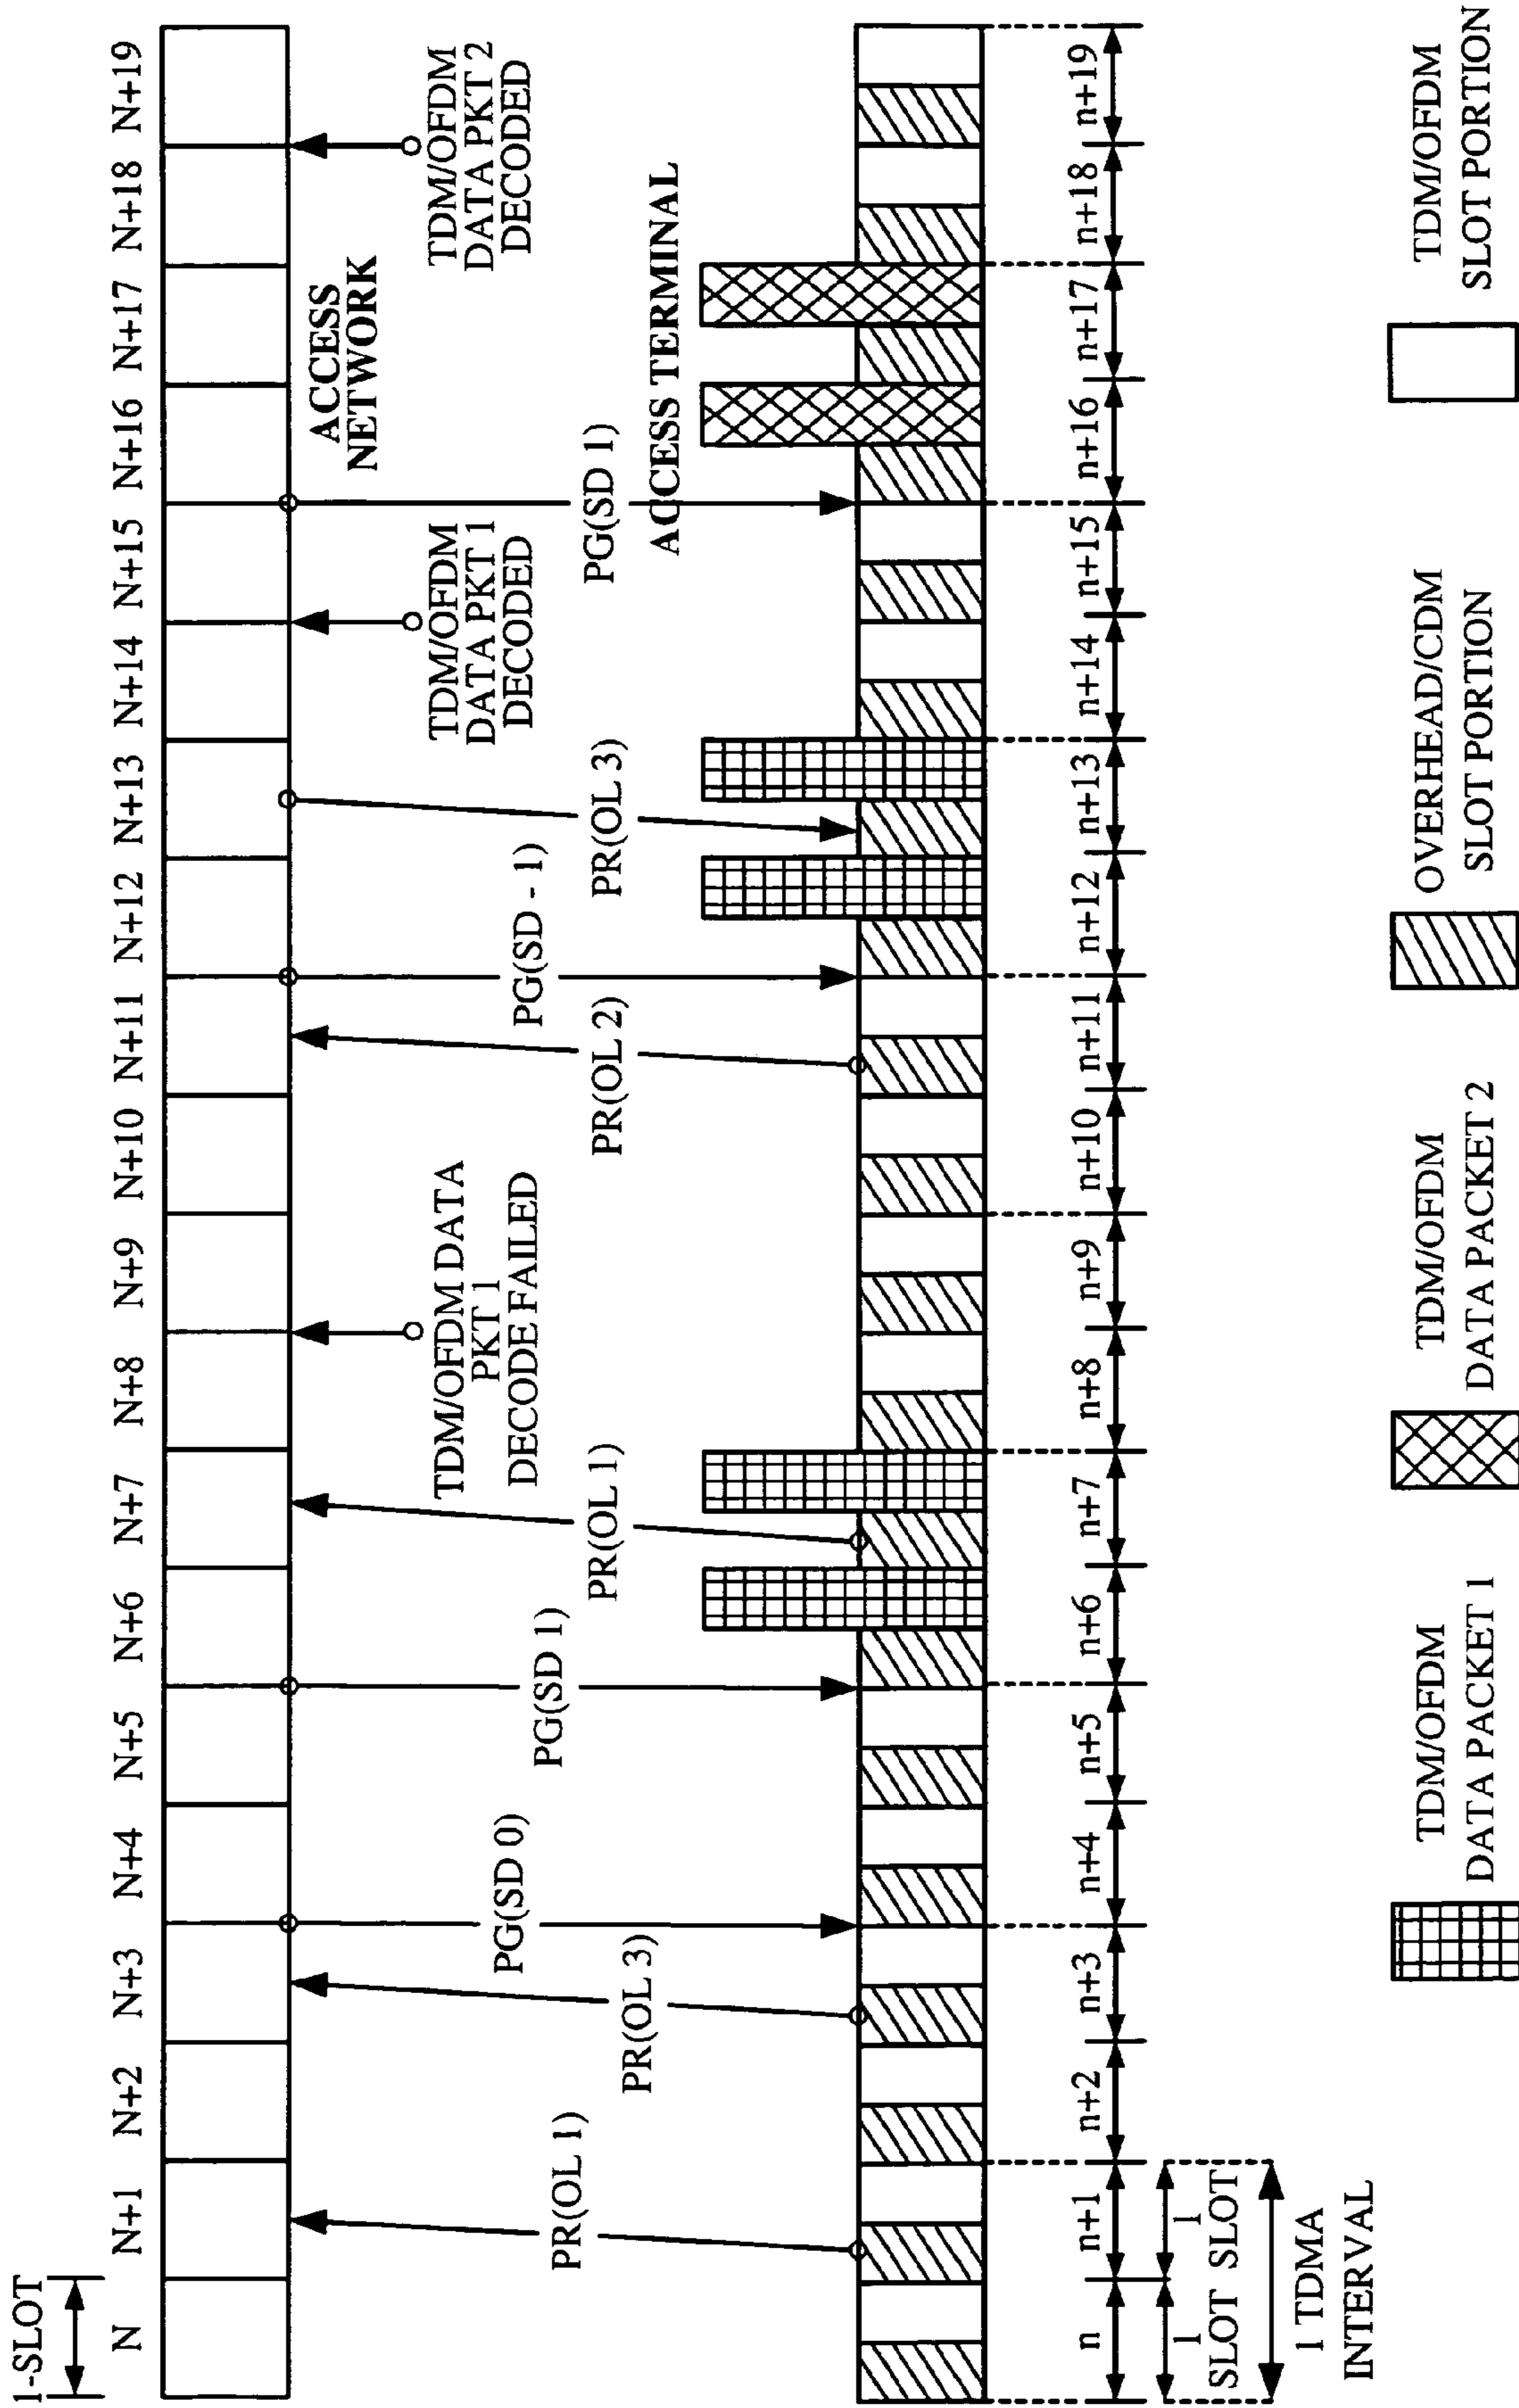 1-SLOT
N N+1 N+2 N+3 N+4 N+5 N+6 N+7 N+8 N+9 N+10 N+11 N+12 N+13 N+14 N+15 N+16 N+17 N+18 N+19
ACCESS
NETWORK
TDM/OFDM DATA
PKT 1
DECODE FAILED
TDM/OFDM
DATA PKT 1
DECODED
TDM/OFDM
DATA PKT 2
DECODED
PR(OL 1)
PR(OL 3)
PG(SD 0)
PG(SD 1)
PR(OL 1)
PR(OL 2)
PG(SD - 1)
PR(OL 3)
PG(SD 1)
ACCESS TERMINAL
n n+1 n+2 n+3 n+4 n+5 n+6 n+7 n+8 n+9 n+10 n+11 n+12 n+13 n+14 n+15 n+16 n+17 n+18 n+19
1 1
SLOT SLOT
1 TDMA
INTERVAL
TDM/OFDM
DATA PACKET 1
TDM/OFDM
DATA PACKET 2
OVERHEAD/CDM
SLOT PORTION
TDM/OFDM
SLOT PORTION